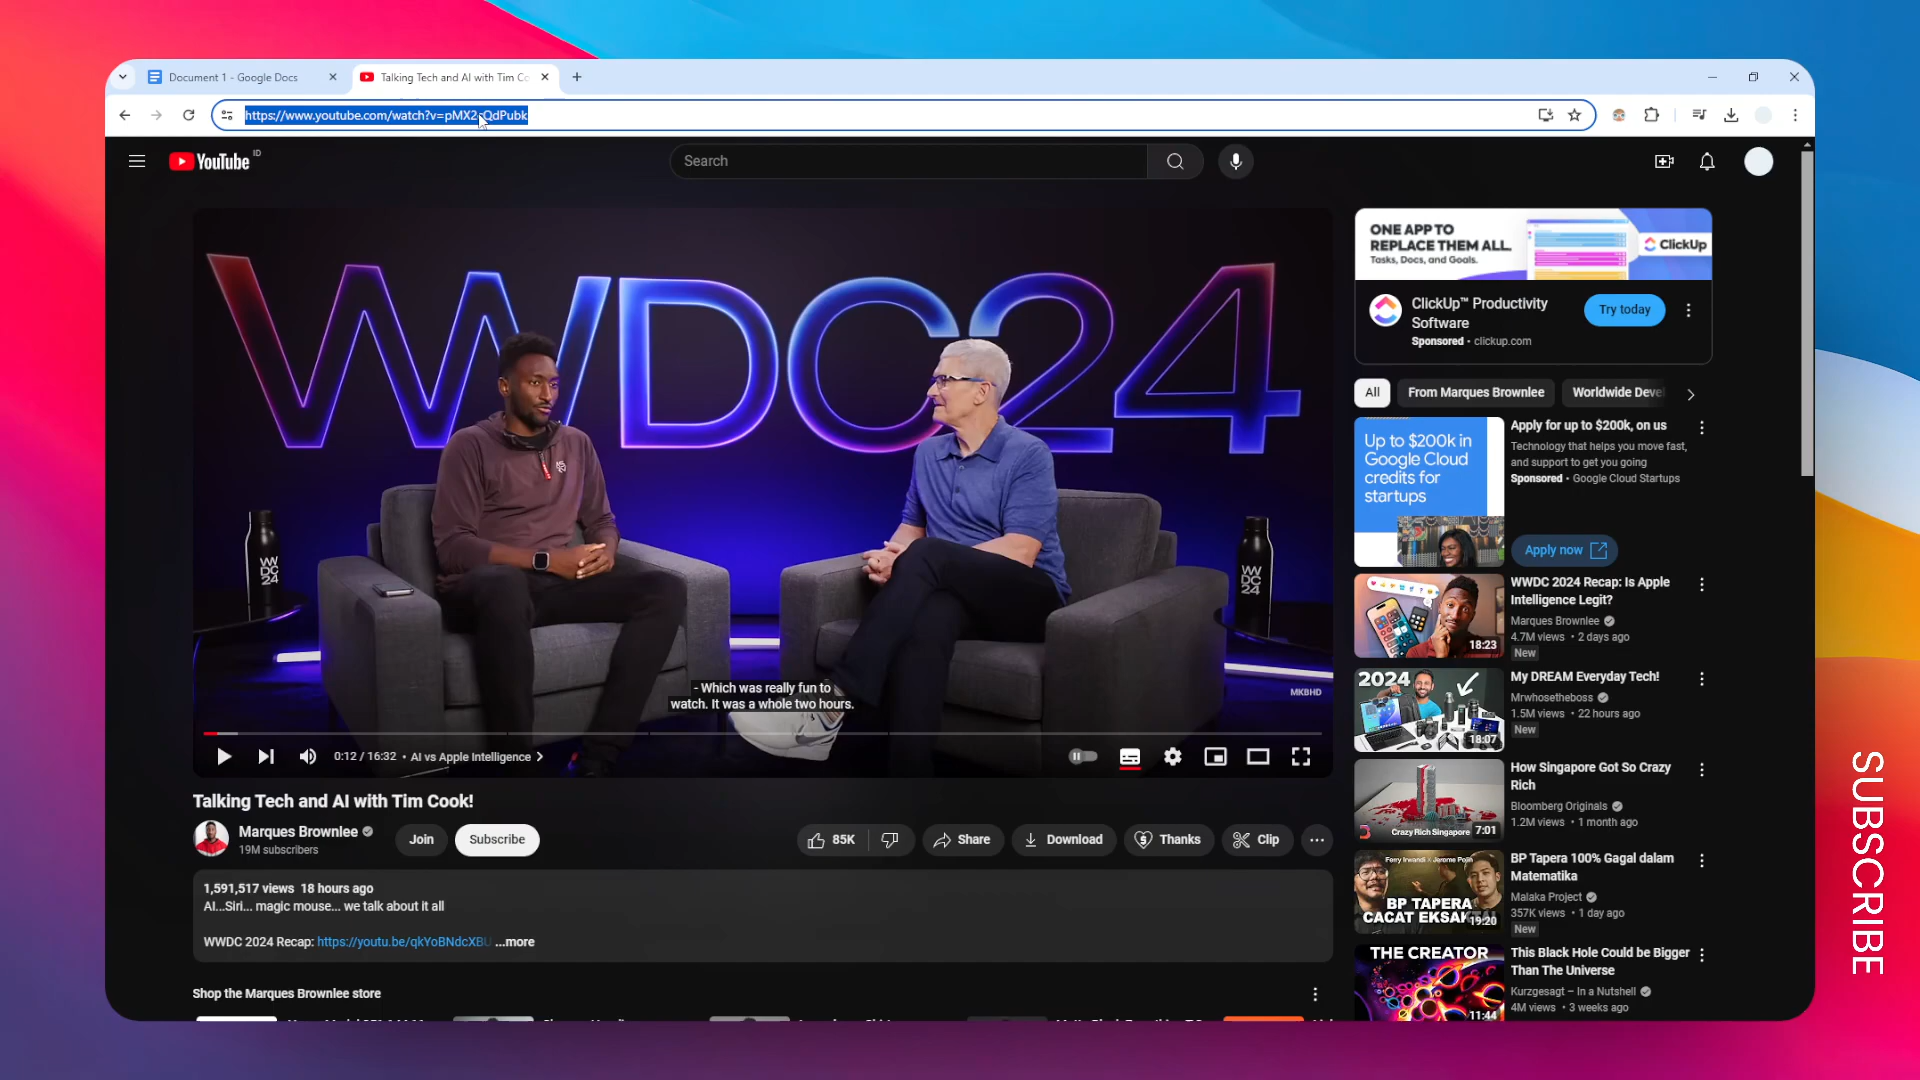 Document 1 - Google Docs
Talking Tech and AI with Tim Co
https://www.youtube.com/watch?v=pMX2cQdPubk
YouTube ID
Search
WWDC24
WWDC24
WWDC24
- Which was really fun to
watch. It was a whole two hours.
MKBHD
0:12 / 16:32 • AI vs Apple Intelligence
Talking Tech and AI with Tim Cook!
Marques Brownlee
19M subscribers
Join
Subscribe
85K
Share
Download
Thanks
Clip
1,591,517 views 18 hours ago
AI...Siri... magic mouse... we talk about it all
WWDC 2024 Recap: https://youtu.be/qkYoBNdcXBU ...more
Shop the Marques Brownlee store
ONE APP TO
REPLACE THEM ALL.
Tasks, Docs, and Goals.
ClickUp
ClickUp™ Productivity
Software
Sponsored • clickup.com
Try today
All
From Marques Brownlee
Worldwide Devel
Up to $200k in
Google Cloud
credits for
startups
Apply for up to $200k, on us
Technology that helps you move fast,
and support to get you going
Sponsored • Google Cloud Startups
Apply now
18:23
WWDC 2024 Recap: Is Apple
Intelligence Legit?
Marques Brownlee
4.7M views • 2 days ago
New
2024
18:07
My DREAM Everyday Tech!
Mrwhosetheboss
1.5M views • 22 hours ago
New
Crazy Rich Singapore
7:01
How Singapore Got So Crazy
Rich
Bloomberg Originals
1.2M views • 1 month ago
Ferry Irwandi × Jerome Polin
BP TAPERA
CACAT EKSAKTA!
19:20
BP Tapera 100% Gagal dalam
Matematika
Malaka Project
357K views • 1 day ago
New
THE CREATOR
11:44
This Black Hole Could be Bigger
Than The Universe
Kurzgesagt – In a Nutshell
4M views • 3 weeks ago
SUBSCRIBE